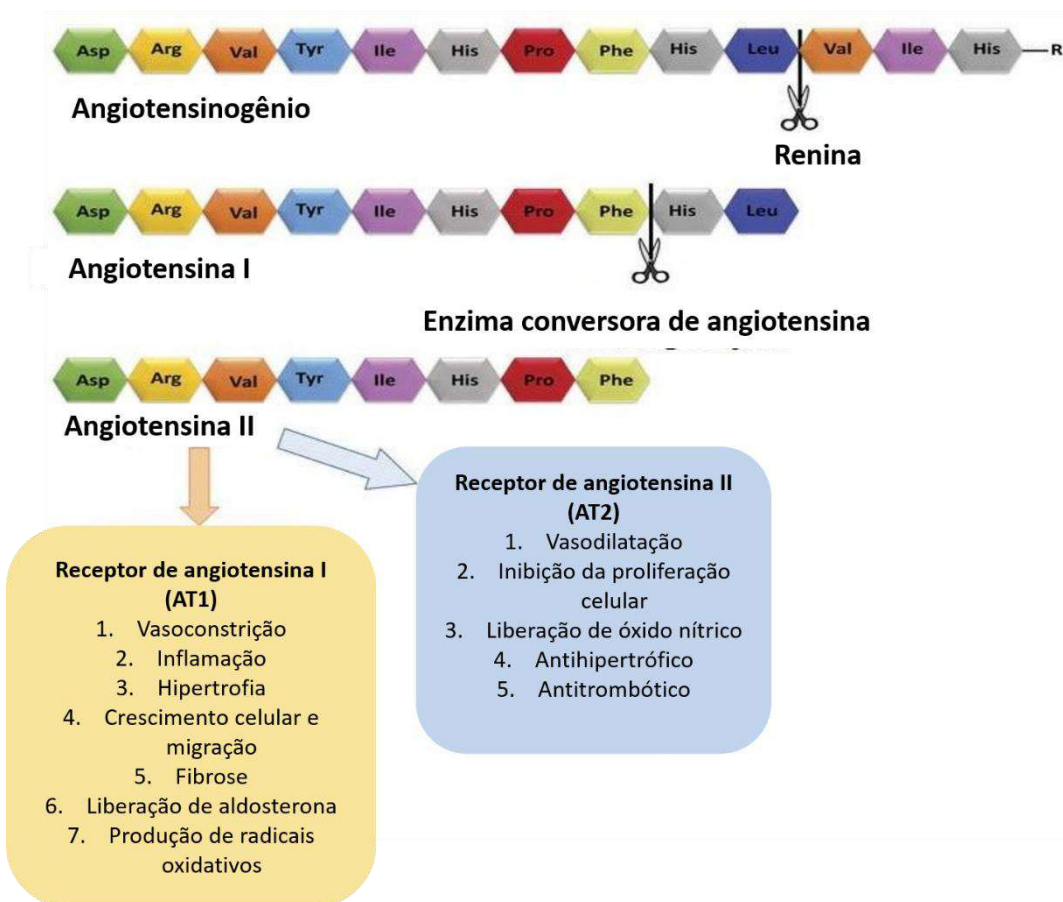 Asp Arg Val Tyr Ile His Pro Phe His Leu Val Ile His R
Angiotensinogênio
Renina
Asp Arg Val Tyr Ile His Pro Phe His Leu
Angiotensina I
Enzima conversora de angiotensina
Asp Arg Val Tyr Ile His Pro Phe
Angiotensina II
Receptor de angiotensina II
(AT2)
1. Vasodilatação
2. Inibição da proliferação
celular
3. Liberação de óxido nítrico
4. Antihipertrófico
5. Antitrombótico
Receptor de angiotensina I
(AT1)
1. Vasoconstrição
2. Inflamação
3. Hipertrofia
4. Crescimento celular e
migração
5. Fibrose
6. Liberação de aldosterona
7. Produção de radicais
oxidativos